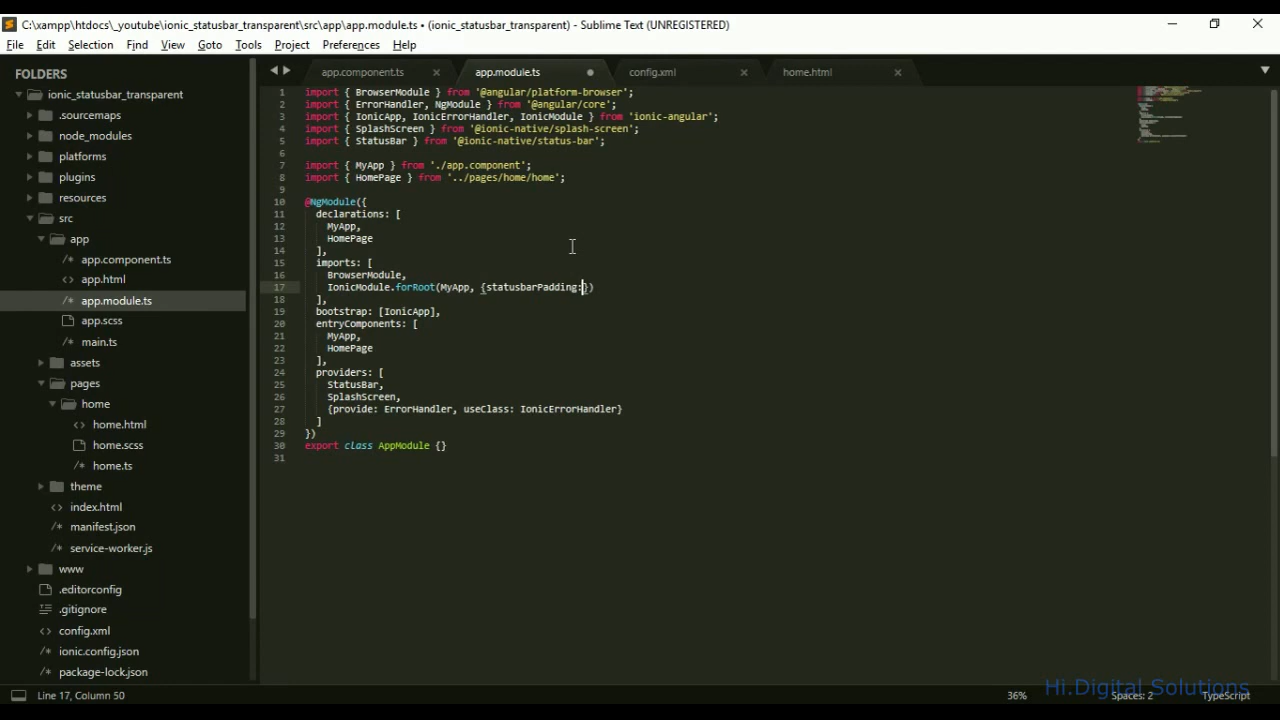 C:\xampp\htdocs\_youtube\ionic_statusbar_transparent\src\app\app.module.ts • (ionic_statusbar_transparent) - Sublime Text (UNREGISTERED)
File Edit Selection Find View Goto Tools Project Preferences Help
FOLDERS
ionic_statusbar_transparent
.sourcemaps
node_modules
platforms
plugins
resources
src
app
app.component.ts
app.html
app.module.ts
app.scss
main.ts
assets
pages
home
home.html
home.scss
home.ts
theme
index.html
manifest.json
service-worker.js
www
.editorconfig
.gitignore
config.xml
ionic.config.json
package-lock.json
app.component.ts app.module.ts config.xml home.html
1 import { BrowserModule } from '@angular/platform-browser';
2 import { ErrorHandler, NgModule } from '@angular/core';
3 import { IonicApp, IonicErrorHandler, IonicModule } from 'ionic-angular';
4 import { SplashScreen } from '@ionic-native/splash-screen';
5 import { StatusBar } from '@ionic-native/status-bar';
6
7 import { MyApp } from './app.component';
8 import { HomePage } from '../pages/home/home';
9
10 @NgModule({
11 declarations: [
12 MyApp,
13 HomePage
14 ],
15 imports: [
16 BrowserModule,
17 IonicModule.forRoot(MyApp, {statusbarPadding:})
18 ],
19 bootstrap: [IonicApp],
20 entryComponents: [
21 MyApp,
22 HomePage
23 ],
24 providers: [
25 StatusBar,
26 SplashScreen,
27 {provide: ErrorHandler, useClass: IonicErrorHandler}
28 ]
29 })
30 export class AppModule {}
31
Line 17, Column 50
36%
Spaces: 2
TypeScript
Hi.Digital Solutions